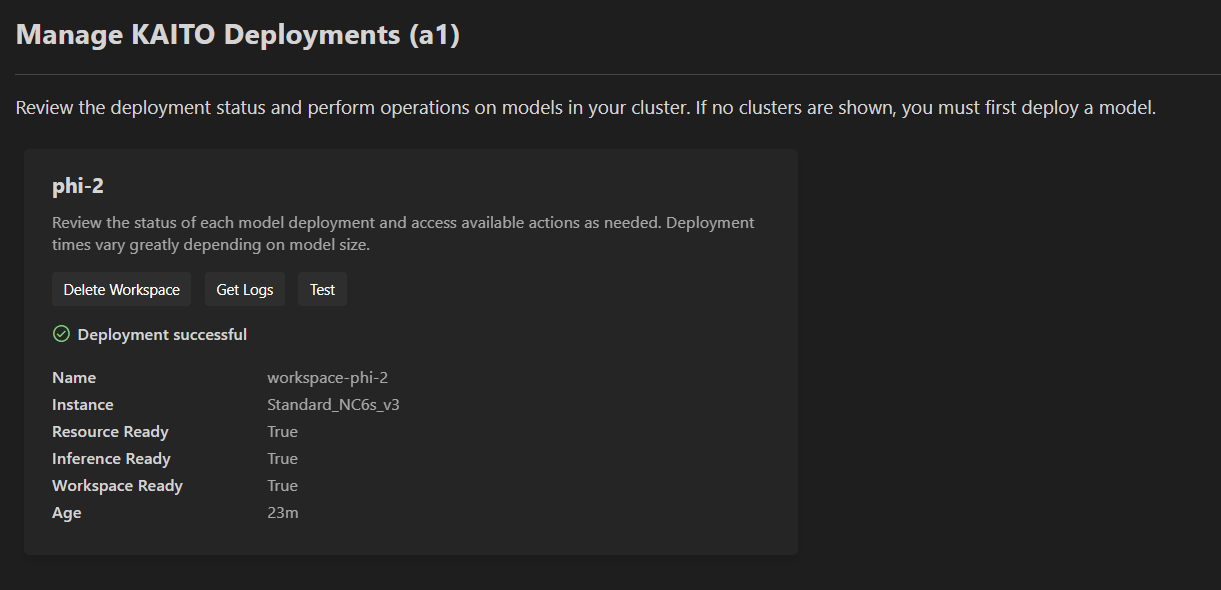 Manage KAITO Deployments (a1)
Review the deployment status and perform operations on models in your cluster. If no clusters are shown, you must first deploy a model.
phi-2
Review the status of each model deployment and access available actions as needed. Deployment
times vary greatly depending on model size.
Delete Workspace Get Logs Test
Deployment successful
Name workspace-phi-2
Instance Standard_NC6s_v3
Resource Ready True
Inference Ready True
Workspace Ready True
Age 23m